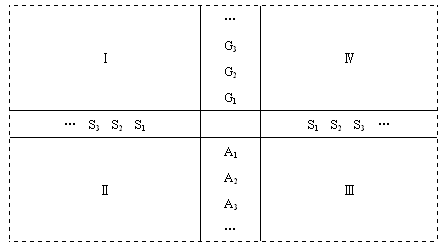 …
G₃
Ⅰ Ⅳ
G₂
G₁
… S₃ S₂ S₁ S₁ S₂ S₃ …
A₁
A₂
Ⅱ Ⅲ
A₃
…